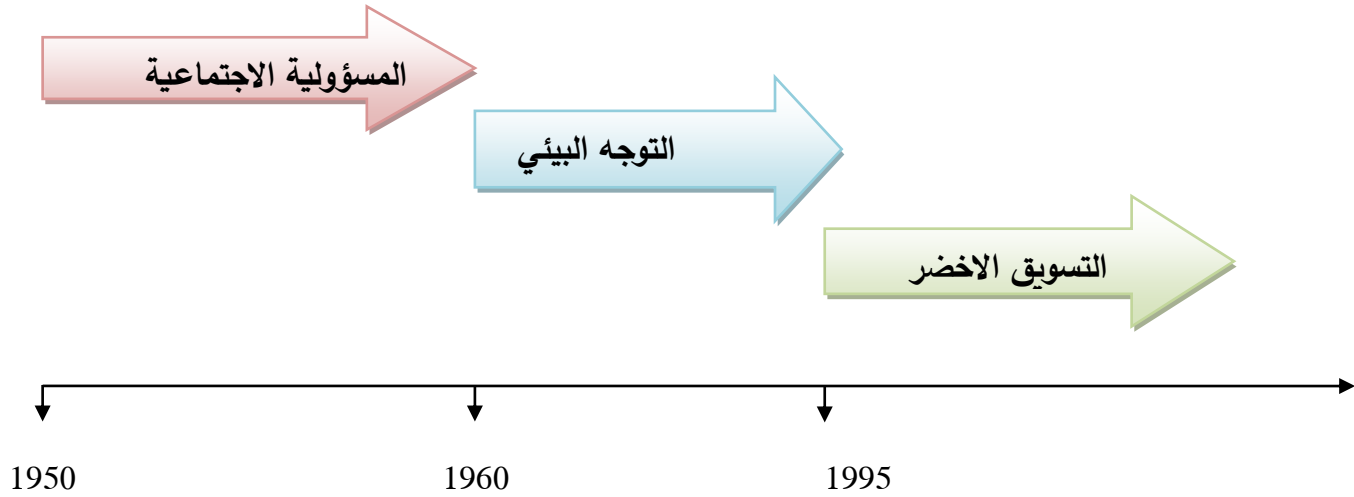 المسؤولية الاجتماعية
التوجه البيئي
التسويق الاخضر
1950 1960 1995